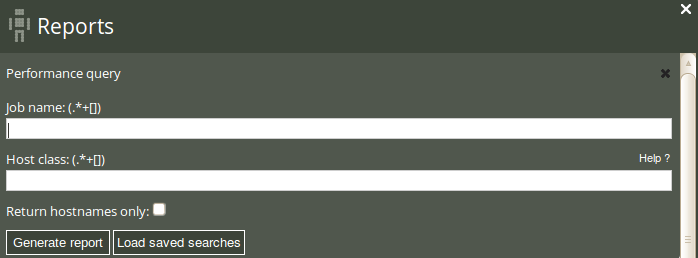 Reports
Performance query
Job name: (.*+[])
Host class: (.*+[])
Help ?
Return hostnames only:
Generate report
Load saved searches